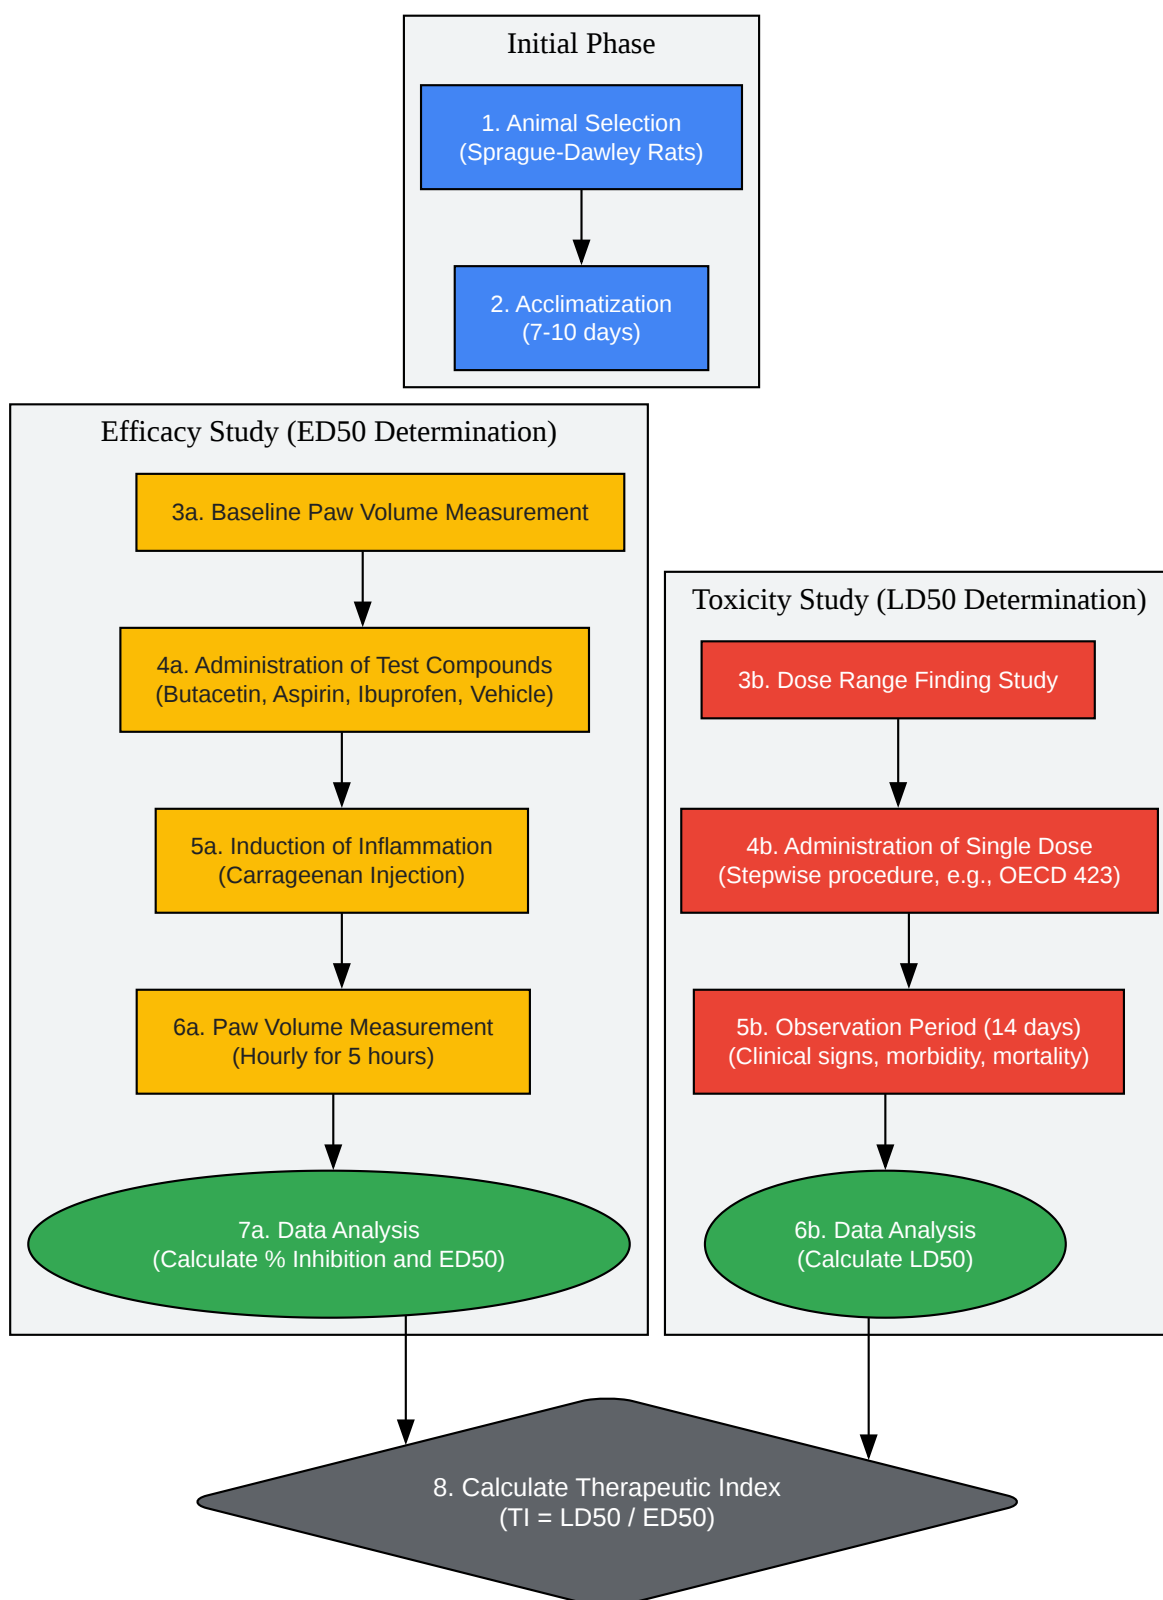 Initial Phase
1. Animal Selection
(Sprague-Dawley Rats)
2. Acclimatization
(7-10 days)
Efficacy Study (ED50 Determination)
3a. Baseline Paw Volume Measurement
4a. Administration of Test Compounds
(Butacetin, Aspirin, Ibuprofen, Vehicle)
5a. Induction of Inflammation
(Carrageenan Injection)
6a. Paw Volume Measurement
(Hourly for 5 hours)
7a. Data Analysis
(Calculate % Inhibition and ED50)
Toxicity Study (LD50 Determination)
3b. Dose Range Finding Study
4b. Administration of Single Dose
(Stepwise procedure, e.g., OECD 423)
5b. Observation Period (14 days)
(Clinical signs, morbidity, mortality)
6b. Data Analysis
(Calculate LD50)
8. Calculate Therapeutic Index
(TI = LD50 / ED50)